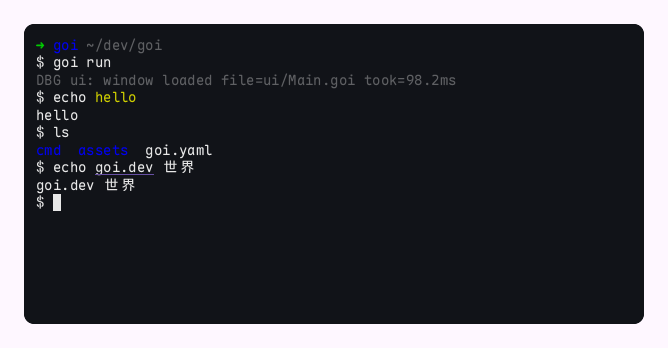 ➜ goi ~/dev/goi
$ goi run
DBG ui: window loaded file=ui/Main.goi took=98.2ms
$ echo hello
hello
$ ls
cmd  assets  goi.yaml
$ echo goi.dev 世界
goi.dev 世界
$